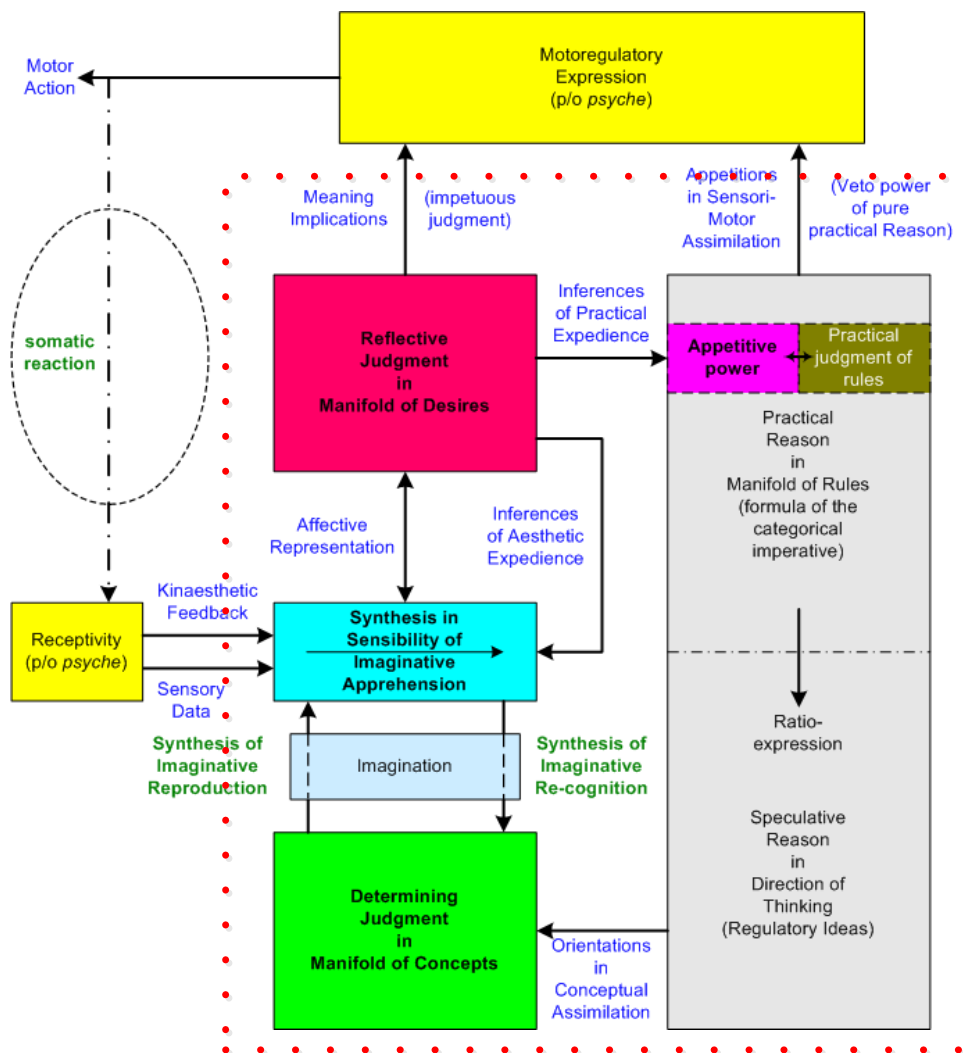 Motoregulatory
Expression
(p/o psyche)
Motor
Action
Meaning
Implications
(impetuous
judgment)
Appetitions
in Sensori-
Motor
Assimilation
(Veto power
of pure
practical Reason)
somatic
reaction
Reflective
Judgment
in
Manifold of Desires
Inferences
of Practical
Expedience
Appetitive
power
Practical
judgment of
rules
Practical
Reason
in
Manifold of Rules
(formula of the
categorical
imperative)
Affective
Representation
Inferences
of Aesthetic
Expedience
Kinaesthetic
Feedback
Receptivity
(p/o psyche)
Sensory
Data
Synthesis in
Sensibility of
Imaginative
Apprehension
Synthesis of
Imaginative
Reproduction
Imagination
Synthesis of
Imaginative
Re-cognition
Ratio-
expression
Speculative
Reason
in
Direction of
Thinking
(Regulatory Ideas)
Determining
Judgment
in
Manifold of Concepts
Orientations
in
Conceptual
Assimilation